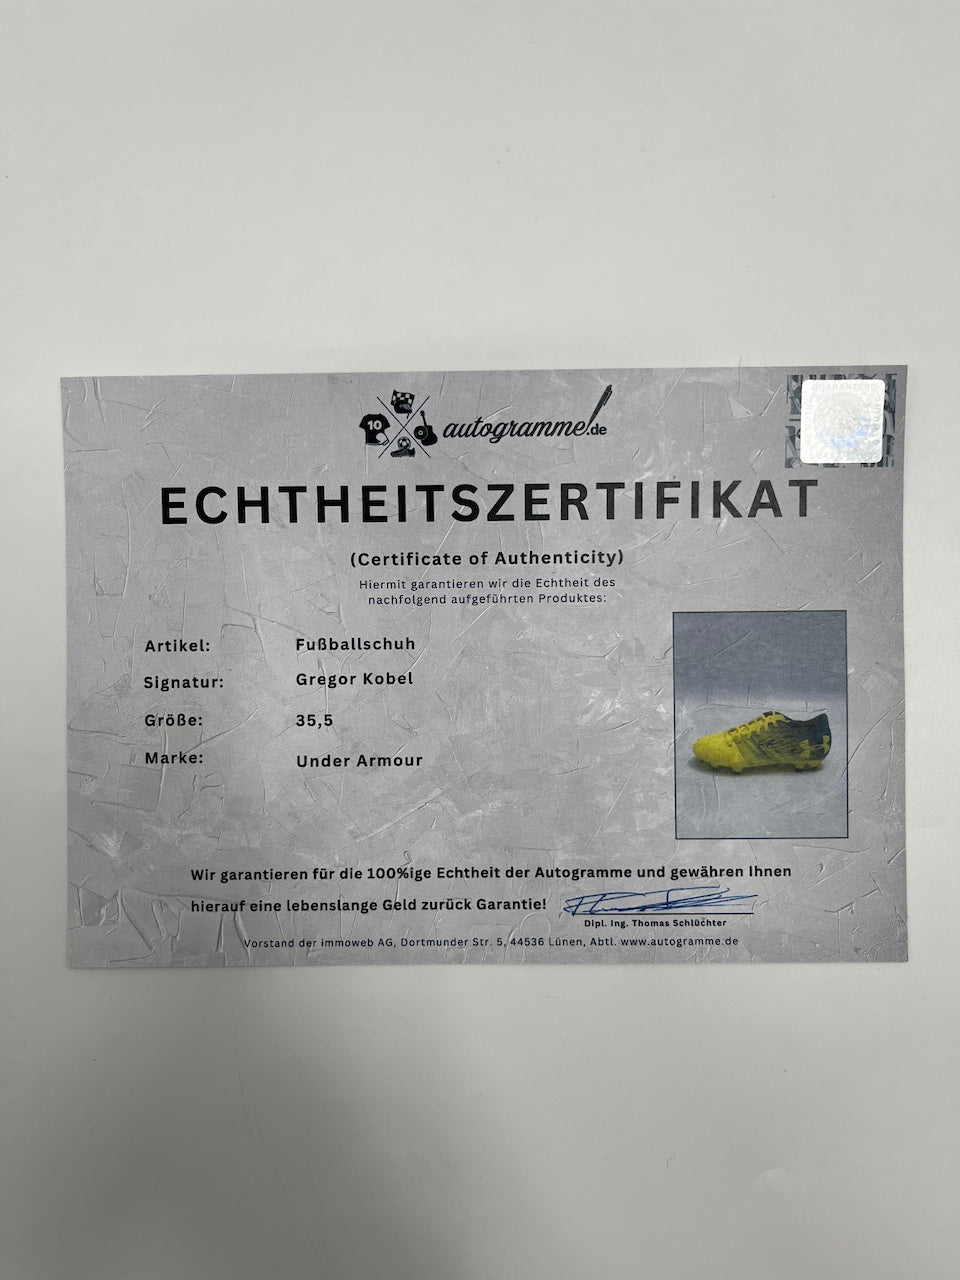 10
autogramme.de
GUARANZEED
ECHTHEITSZERTIFIKAT
(Certificate of Authenticity)
Hiermit garantieren wir die Echtheit des
nachfolgend aufgeführten Produktes:
Artikel: Fußballschuh
Signatur: Gregor Kobel
Größe: 35,5
Marke: Under Armour
Wir garantieren für die 100%ige Echtheit der Autogramme und gewähren Ihnen
hierauf eine lebenslange Geld zurück Garantie!
Dipl. Ing. Thomas Schlüchter
Vorstand der immoweb AG, Dortmunder Str. 5, 44536 Lünen, Abtl. www.autogramme.de